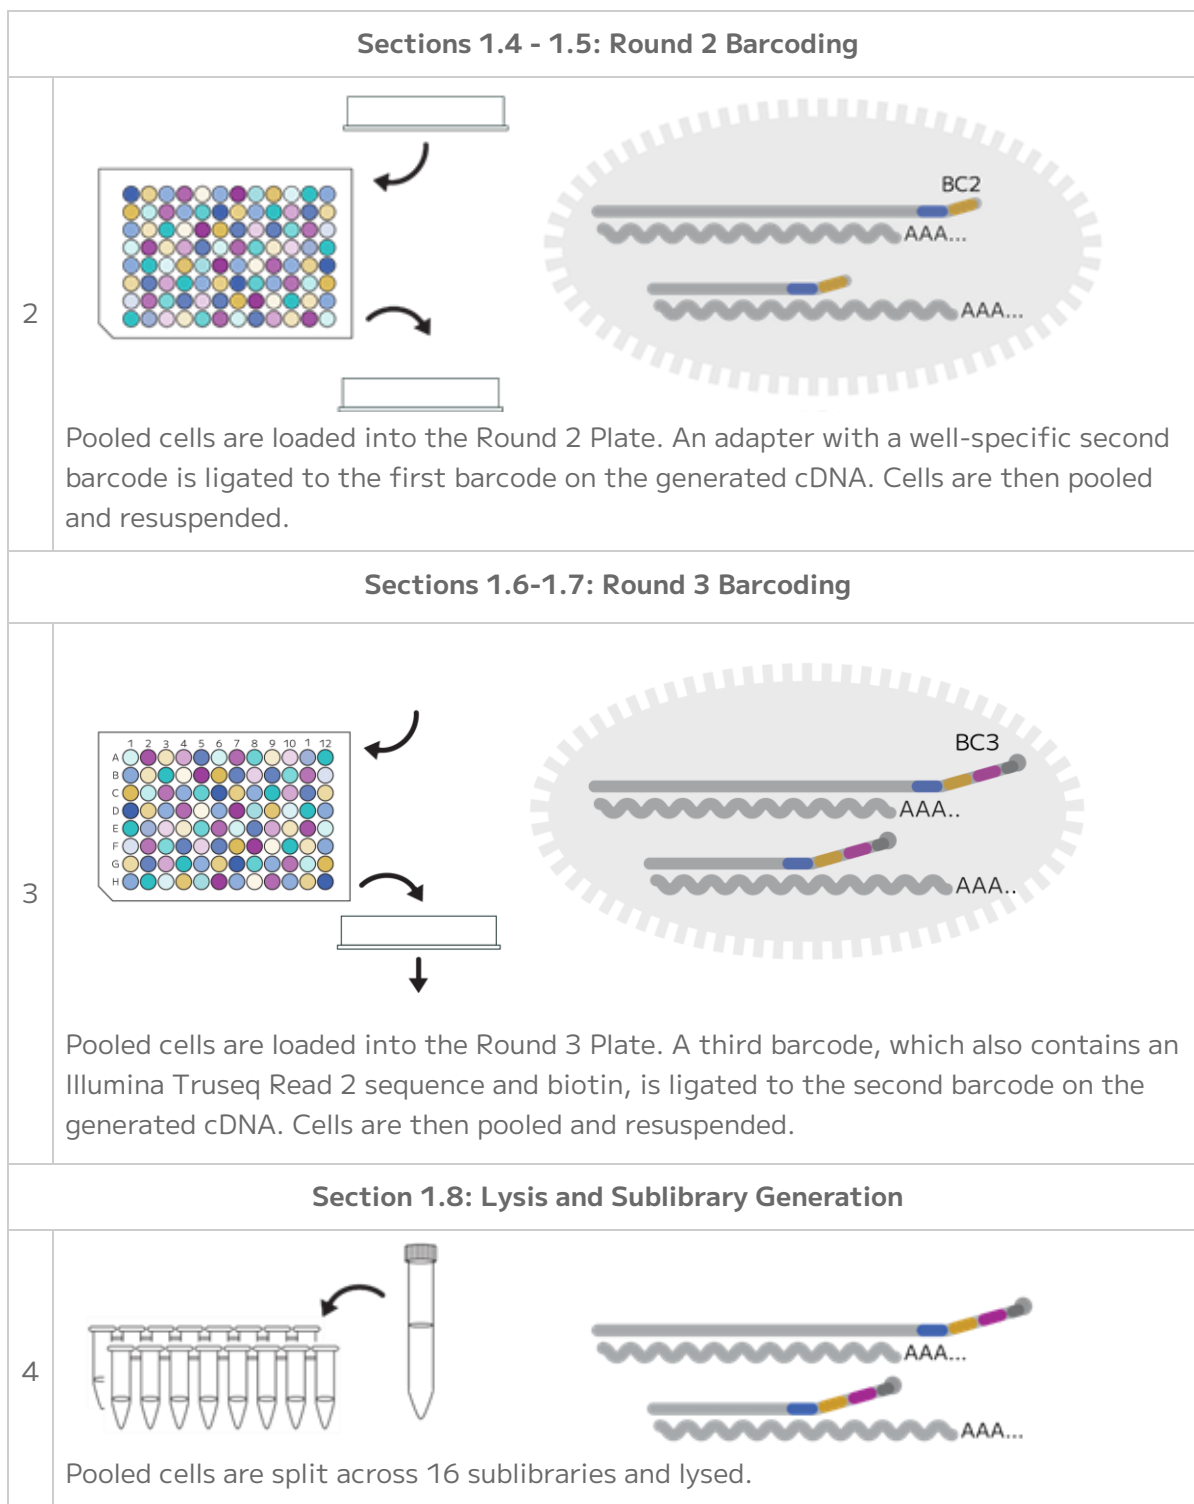 Sections 1.4 - 1.5: Round 2 Barcoding
2
BC2
AAA...
AAA...
Pooled cells are loaded into the Round 2 Plate. An adapter with a well-specific second
barcode is ligated to the first barcode on the generated cDNA. Cells are then pooled
and resuspended.
Sections 1.6-1.7: Round 3 Barcoding
3
1 2 3 4 5 6 7 8 9 10 1 12
A
B
C
D
E
F
G
H
BC3
AAA..
AAA..
Pooled cells are loaded into the Round 3 Plate. A third barcode, which also contains an
Illumina Truseq Read 2 sequence and biotin, is ligated to the second barcode on the
generated cDNA. Cells are then pooled and resuspended.
Section 1.8: Lysis and Sublibrary Generation
4
AAA...
AAA...
Pooled cells are split across 16 sublibraries and lysed.